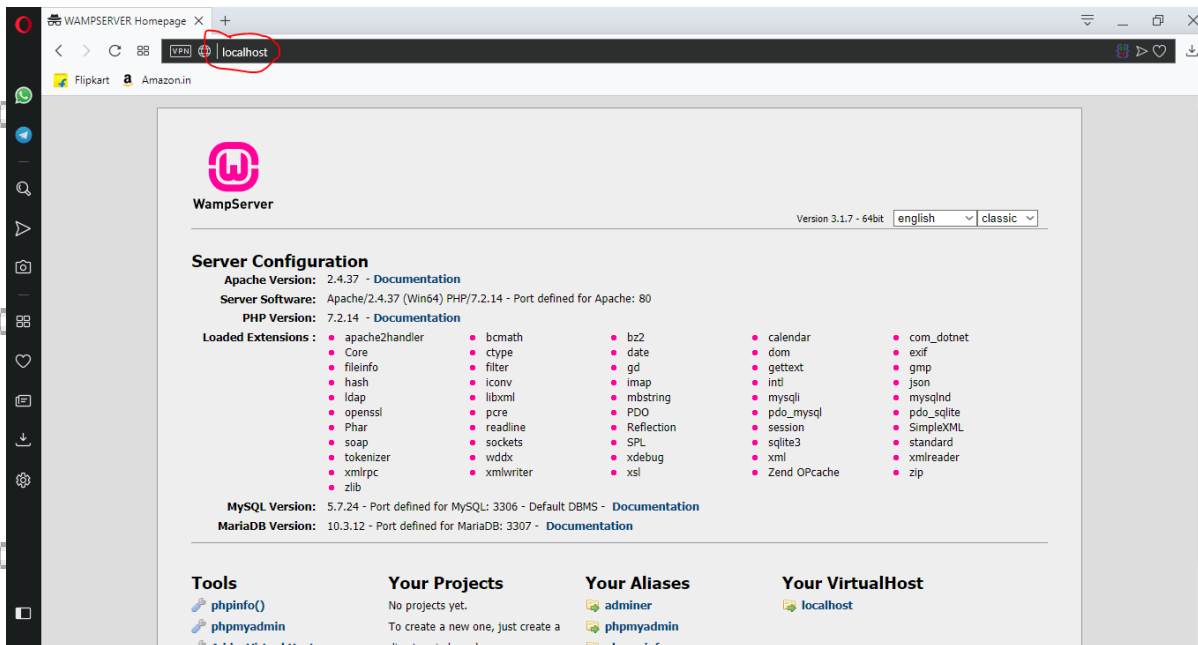 WAMPSERVER Homepage
VPN localhost
Flipkart a Amazon.in
WampServer
Version 3.1.7 - 64bit english classic
Server Configuration
Apache Version: 2.4.37 - Documentation
Server Software: Apache/2.4.37 (Win64) PHP/7.2.14 - Port defined for Apache: 80
PHP Version: 7.2.14 - Documentation
Loaded Extensions : apache2handler bcmath bz2 calendar com_dotnet
Core ctype date dom exif
fileinfo filter gd gettext gmp
hash iconv imap intl json
ldap libxml mbstring mysqli mysqlnd
openssl pcre PDO pdo_mysql pdo_sqlite
Phar readline Reflection session SimpleXML
soap sockets SPL sqlite3 standard
tokenizer wddx xdebug xml xmlreader
xmlrpc xmlwriter xsl Zend OPcache zip
zlib
MySQL Version: 5.7.24 - Port defined for MySQL: 3306 - Default DBMS - Documentation
MariaDB Version: 10.3.12 - Port defined for MariaDB: 3307 - Documentation
Tools Your Projects Your Aliases Your VirtualHost
phpinfo() No projects yet. adminer localhost
phpmyadmin To create a new one, just create a phpmyadmin